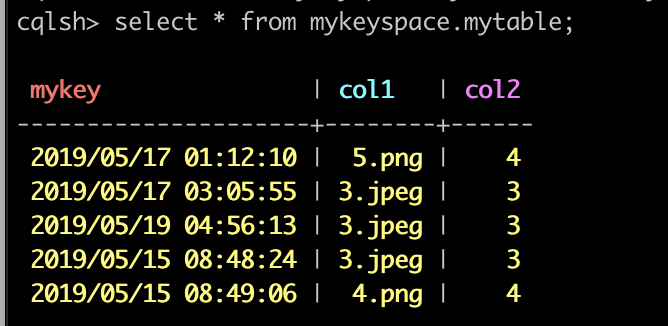 cqlsh> select * from mykeyspace.mytable;
mykey | col1 | col2
---------------------+--------+------
2019/05/17 01:12:10 | 5.png | 4
2019/05/17 03:05:55 | 3.jpeg | 3
2019/05/19 04:56:13 | 3.jpeg | 3
2019/05/15 08:48:24 | 3.jpeg | 3
2019/05/15 08:49:06 | 4.png | 4